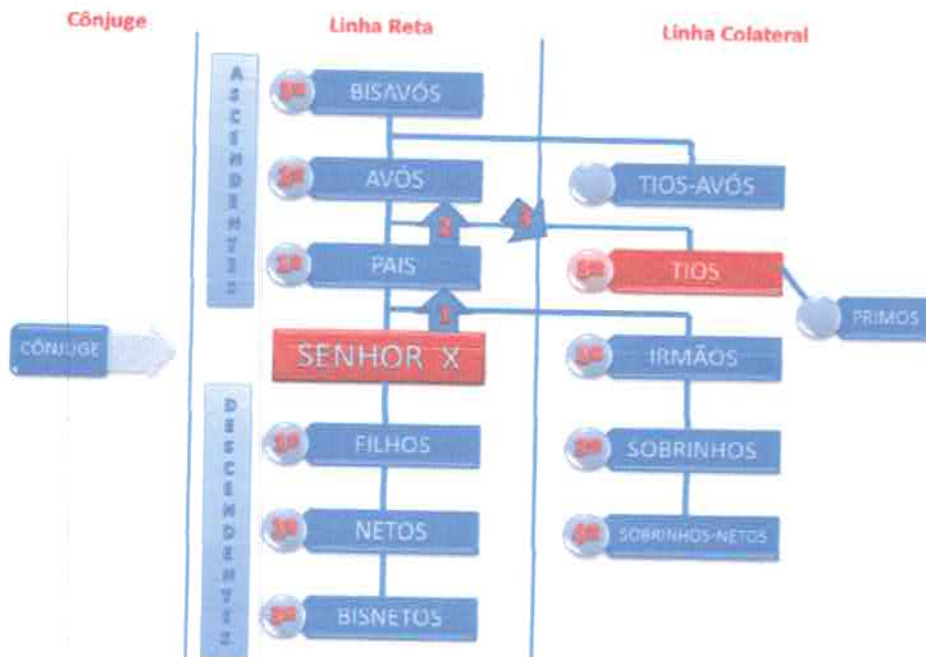 Cônjuge
Linha Reta
Linha Colateral
ASCENDENTES
BISAVÓS
AVÓS
TIOS-AVÓS
2
3
PAIS
TIOS
PRIMOS
1
CÔNJUGE
SENHOR X
IRMÃOS
DESCENDENTES
FILHOS
SOBRINHOS
NETOS
SOBRINHOS-NETOS
BISNETOS